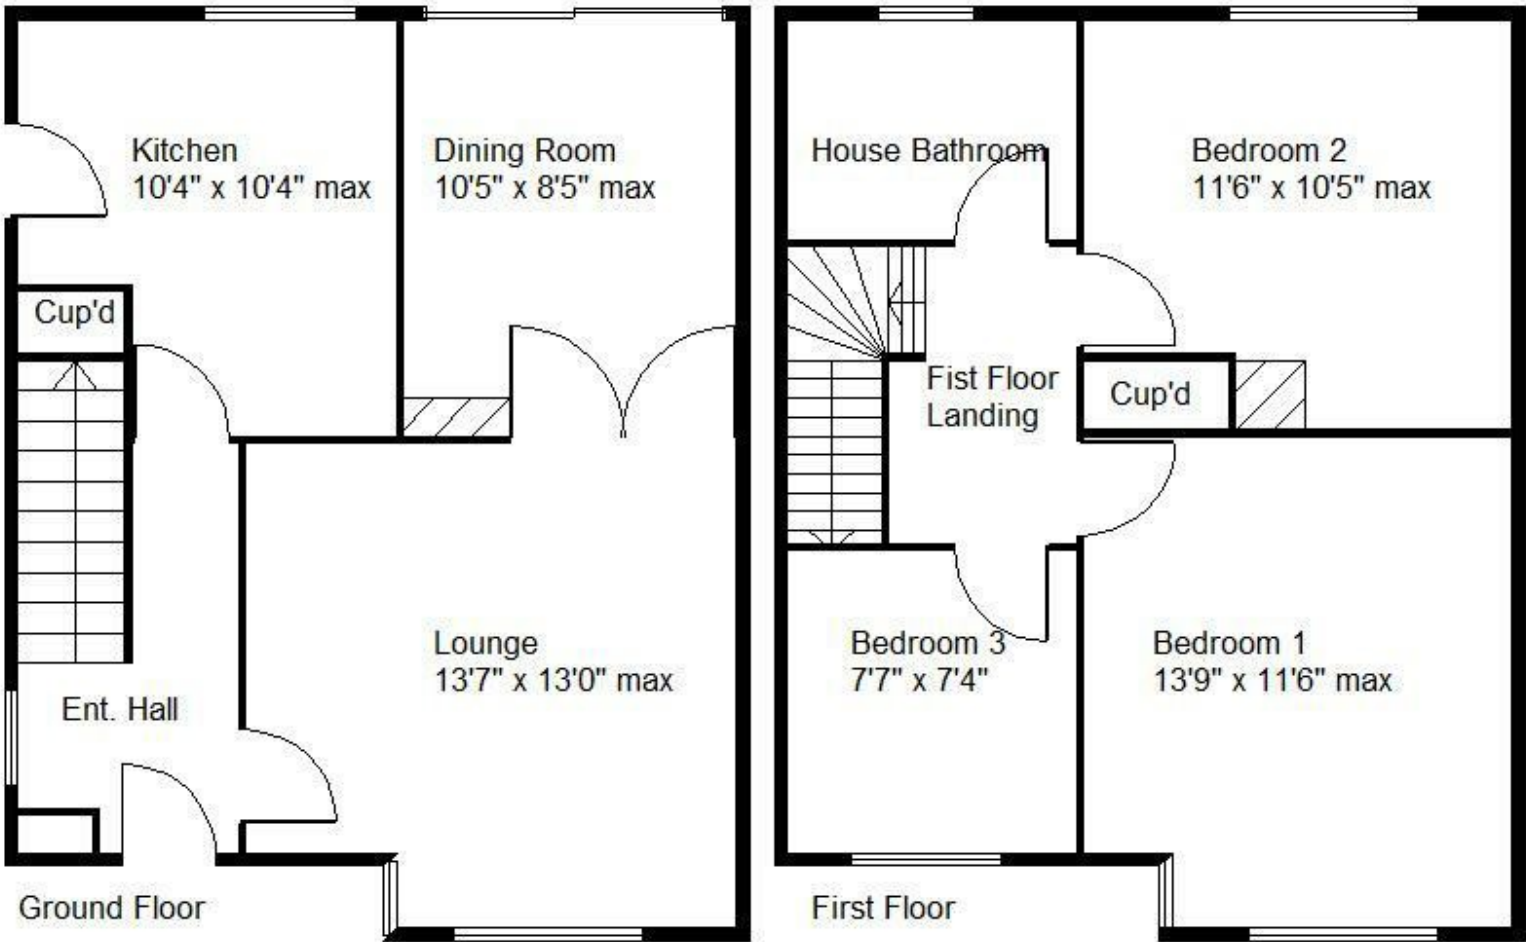 Kitchen
10'4" x 10'4" max
Dining Room
10'5" x 8'5" max
Cup'd
Lounge
13'7" x 13'0" max
Ent. Hall
Ground Floor
House Bathroom
Bedroom 2
11'6" x 10'5" max
Fist Floor
Landing
Cup'd
Bedroom 3
7'7" x 7'4"
Bedroom 1
13'9" x 11'6" max
First Floor